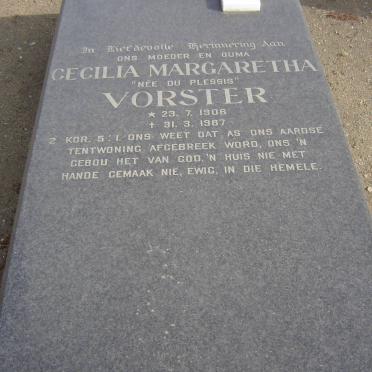 In Liefdevolle Herinnering Aan
ONS MOEDER EN OUMA
CECILIA MARGARETHA
"NÉE DU PLESSIS"
VORSTER
★ 23. 7. 1906
✝ 31. 3. 1987
2 KOR. 5:1. ONS WEET DAT, AS ONS AARDSE
TENTWONING AFGEBREEK WORD, ONS 'N
GEBOU HET VAN GOD, 'N HUIS NIE MET
HANDE GEMAAK NIE, EWIG, IN DIE HEMELE.